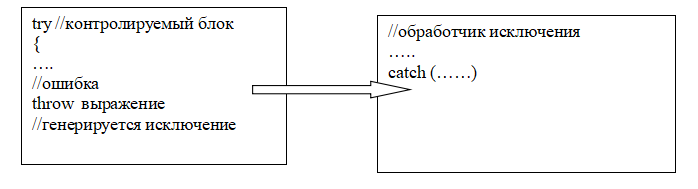 try //контролируемый блок
{
….
//ошибка
throw выражение
//генерируется исключение
//обработчик исключения
…..
catch (……)